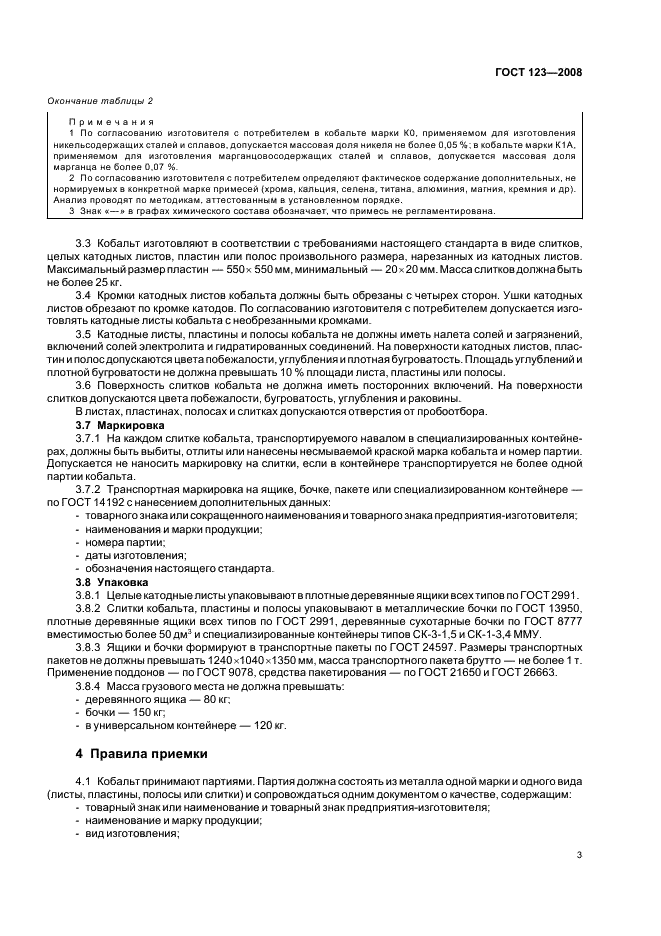 ГОСТ 123—2008
Окончание таблицы 2
Примечания
1 По согласованию изготовителя с потребителем в кобальте марки К0, применяемом для изготовления
никельсодержащих сталей и сплавов, допускается массовая доля никеля не более 0,05 %; в кобальте марки К1А,
применяемом для изготовления марганцовосодержащих сталей и сплавов, допускается массовая доля
марганца не более 0,07 %.
2 По согласованию изготовителя с потребителем определяют фактическое содержание дополнительных, не
нормируемых в конкретной марке примесей (хрома, кальция, селена, титана, алюминия, магния, кремния и др).
Анализ проводят по методикам, аттестованным в установленном порядке.
3 Знак «—» в графах химического состава обозначает, что примесь не регламентирована.
3.3 Кобальт изготовляют в соответствии с требованиями настоящего стандарта в виде слитков,
целых катодных листов, пластин или полос произвольного размера, нарезанных из катодных листов.
Максимальный размер пластин — 550× 550 мм, минимальный — 20×20 мм. Масса слитков должна быть
не более 25 кг.
3.4 Кромки катодных листов кобальта должны быть обрезаны с четырех сторон. Ушки катодных
листов обрезают по кромке катодов. По согласованию изготовителя с потребителем допускается изго-
товлять катодные листы кобальта с необрезанными кромками.
3.5 Катодные листы, пластины и полосы кобальта не должны иметь налета солей и загрязнений,
включений солей электролита и гидратированных соединений. На поверхности катодных листов, плас-
тин и полос допускаются цвета побежалости, углубления и плотная бугроватость. Площадь углублений и
плотной бугроватости не должна превышать 10 % площади листа, пластины или полосы.
3.6 Поверхность слитков кобальта не должна иметь посторонних включений. На поверхности
слитков допускаются цвета побежалости, бугроватость, углубления и раковины.
В листах, пластинах, полосах и слитках допускаются отверстия от пробоотбора.
3.7 Маркировка
3.7.1 На каждом слитке кобальта, транспортируемого навалом в специализированных контейне-
рах, должны быть выбиты, отлиты или нанесены несмываемой краской марка кобальта и номер партии.
Допускается не наносить маркировку на слитки, если в контейнере транспортируется не более одной
партии кобальта.
3.7.2 Транспортная маркировка на ящике, бочке, пакете или специализированном контейнере —
по ГОСТ 14192 с нанесением дополнительных данных:
- товарного знака или сокращенного наименования и товарного знака предприятия-изготовителя;
- наименования и марки продукции;
- номера партии;
- даты изготовления;
- обозначения настоящего стандарта.
3.8 Упаковка
3.8.1 Целые катодные листы упаковывают в плотные деревянные ящики всех типов по ГОСТ 2991.
3.8.2 Слитки кобальта, пластины и полосы упаковывают в металлические бочки по ГОСТ 13950,
плотные деревянные ящики всех типов по ГОСТ 2991, деревянные сухотарные бочки по ГОСТ 8777
вместимостью более 50 дм³ и специализированные контейнеры типов СК-3-1,5 и СК-1-3,4 ММУ.
3.8.3 Ящики и бочки формируют в транспортные пакеты по ГОСТ 24597. Размеры транспортных
пакетов не должны превышать 1240×1040×1350 мм, масса транспортного пакета брутто — не более 1 т.
Применение поддонов — по ГОСТ 9078, средства пакетирования — по ГОСТ 21650 и ГОСТ 26663.
3.8.4 Масса грузового места не должна превышать:
- деревянного ящика — 80 кг;
- бочки — 150 кг;
- в универсальном контейнере — 120 кг.
4 Правила приемки
4.1 Кобальт принимают партиями. Партия должна состоять из металла одной марки и одного вида
(листы, пластины, полосы или слитки) и сопровождаться одним документом о качестве, содержащим:
- товарный знак или наименование и товарный знак предприятия-изготовителя;
- наименование и марку продукции;
- вид изготовления;
3